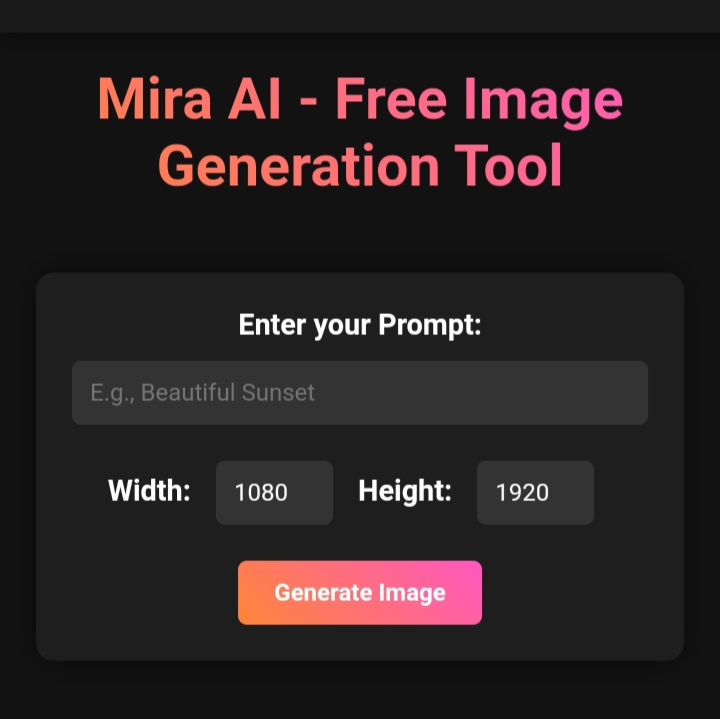 Mira AI - Free Image
Generation Tool
Enter your Prompt:
E.g., Beautiful Sunset
Width: 1080 Height: 1920
Generate Image